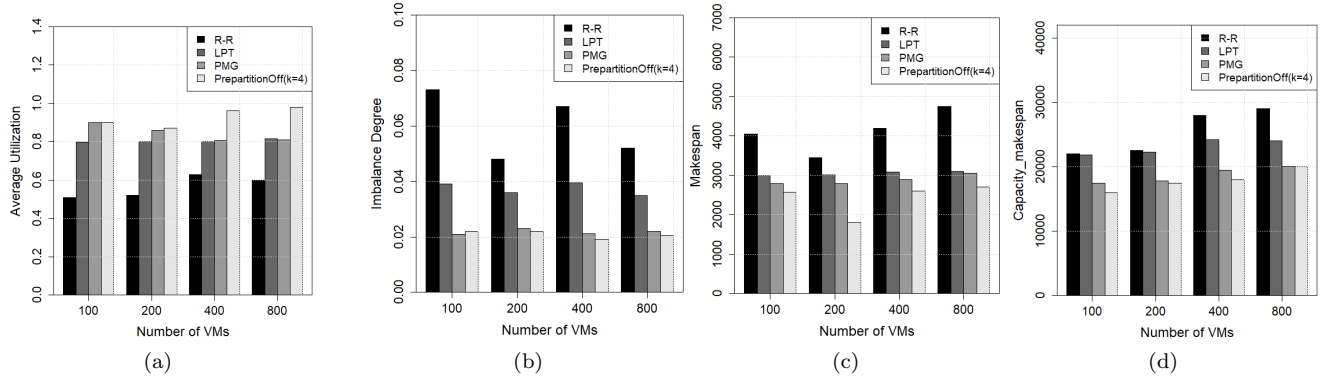 Average Utilization
0.0 0.2 0.4 0.6 0.8 1.0 1.2 1.4
R-R
LPT
PMG
PrepartitionOff(k=4)
100 200 400 800
Number of VMs
(a)
Imbalance Degree
0.00 0.02 0.04 0.06 0.08 0.10
R-R
LPT
PMG
PrepartitionOff(k=4)
100 200 400 800
Number of VMs
(b)
Makespan
0 1000 2000 3000 4000 5000 6000 7000
R-R
LPT
PMG
PrepartitionOff(k=4)
100 200 400 800
Number of VMs
(c)
Capacity_makespan
0 10000 20000 30000 40000
R-R
LPT
PMG
PrepartitionOff(k=4)
100 200 400 800
Number of VMs
(d)